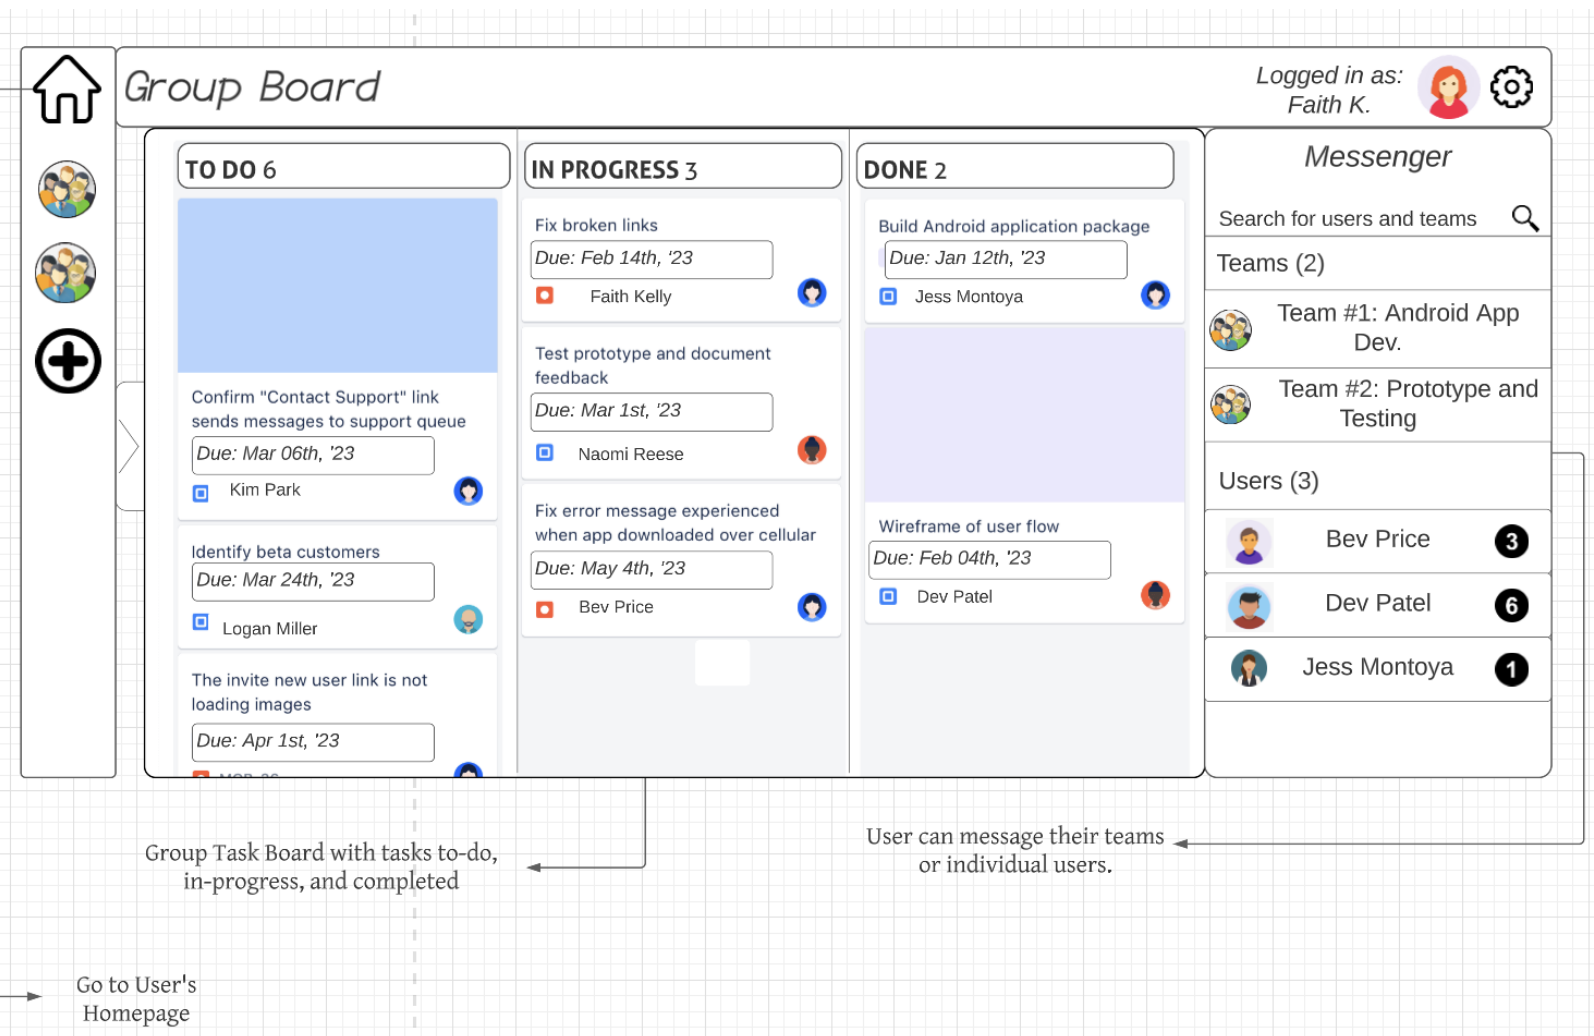 Group Board
Logged in as:
Faith K.
TO DO 6
Confirm "Contact Support" link
sends messages to support queue
Due: Mar 06th, '23
Kim Park
Identify beta customers
Due: Mar 24th, '23
Logan Miller
The invite new user link is not
loading images
Due: Apr 1st, '23
IN PROGRESS 3
Fix broken links
Due: Feb 14th, '23
Faith Kelly
Test prototype and document
feedback
Due: Mar 1st, '23
Naomi Reese
Fix error message experienced
when app downloaded over cellular
Due: May 4th, '23
Bev Price
DONE 2
Build Android application package
Due: Jan 12th, '23
Jess Montoya
Wireframe of user flow
Due: Feb 04th, '23
Dev Patel
Messenger
Search for users and teams
Teams (2)
Team #1: Android App
Dev.
Team #2: Prototype and
Testing
Users (3)
Bev Price 3
Dev Patel 6
Jess Montoya 1
Group Task Board with tasks to-do,
in-progress, and completed
User can message their teams
or individual users.
Go to User's
Homepage